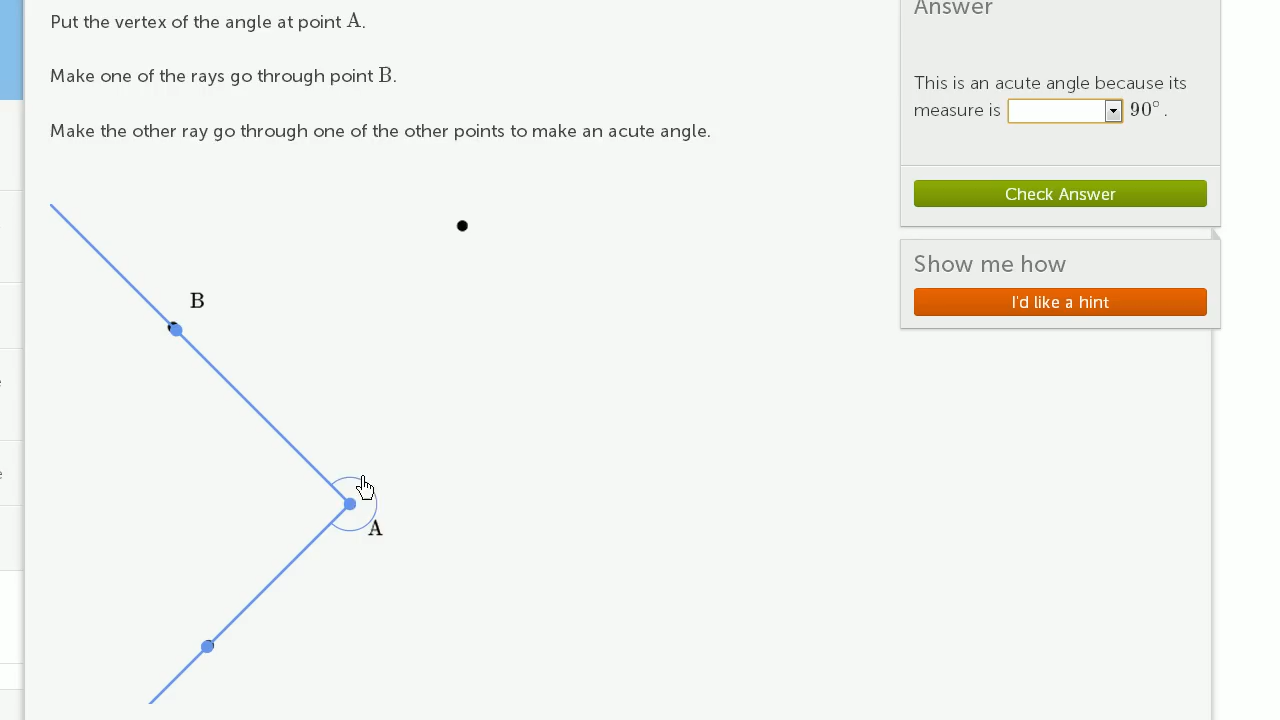 Put the vertex of the angle at point A.
Make one of the rays go through point B.
Make the other ray go through one of the other points to make an acute angle.
B
A
Answer
This is an acute angle because its
measure is 90°.
Check Answer
Show me how
I'd like a hint